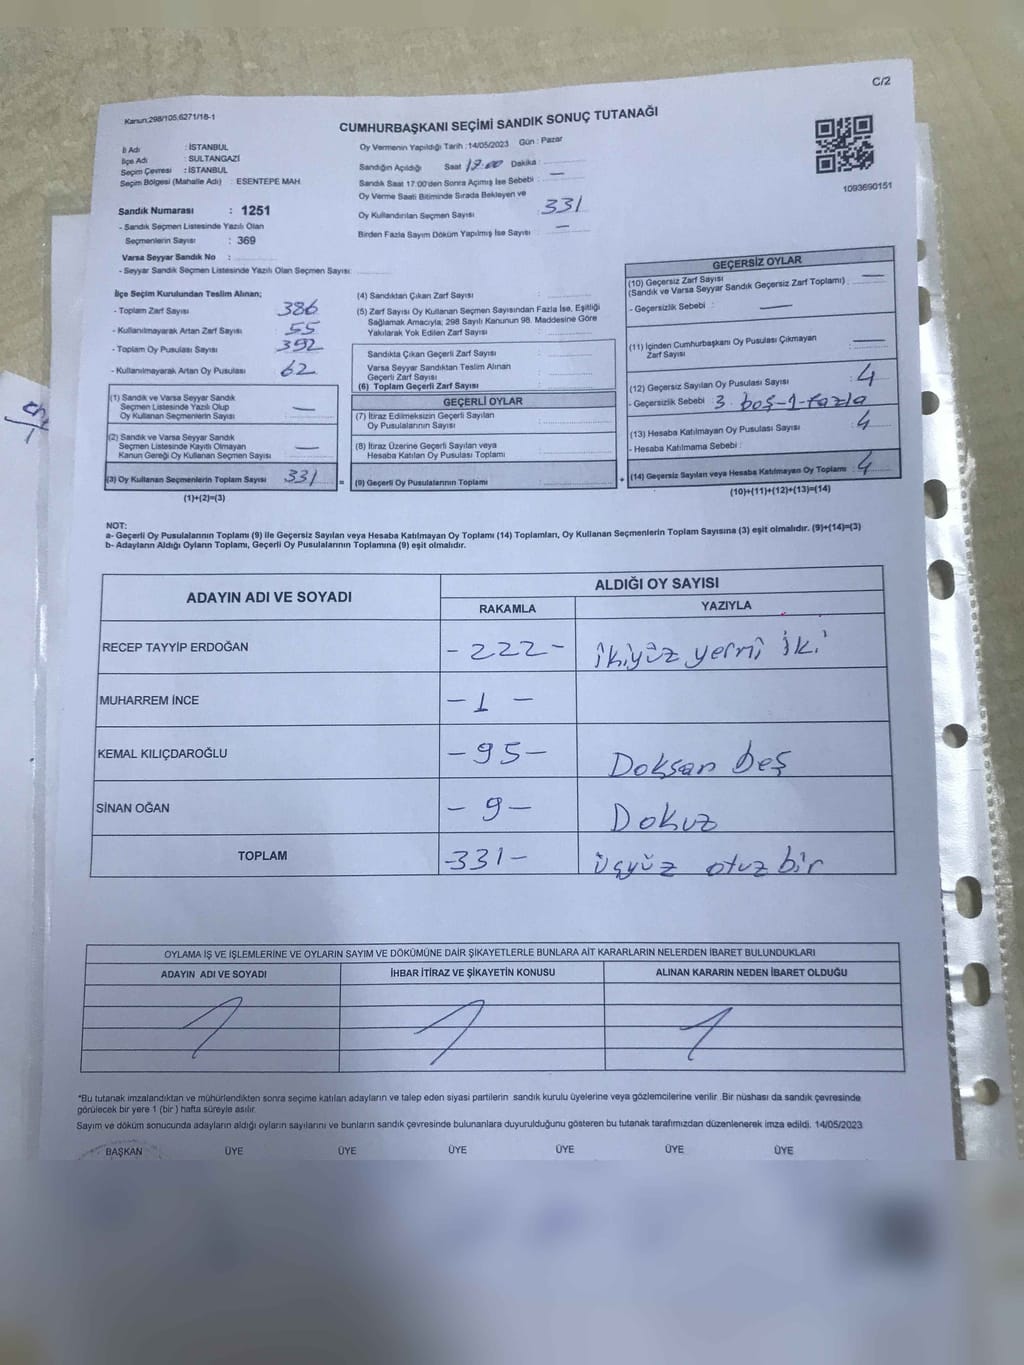 C/2
Kanun;298/105,6271/18-1
CUMHURBAŞKANI SEÇİMİ SANDIK SONUÇ TUTANAĞI
İl Adı : İSTANBUL
İlçe Adı : SULTANGAZİ
Seçim Çevresi : İSTANBUL
Seçim Bölgesi (Mahalle Adı) : ESENTEPE MAH
Sandık Numarası : 1251
- Sandık Seçmen Listesinde Yazılı Olan
Seçmenlerin Sayısı : 369
Varsa Seyyar Sandık No :
- Seyyar Sandık Seçmen Listesinde Yazılı Olan Seçmen Sayısı:
Oy Vermenin Yapıldığı Tarih :14/05/2023 Gün : Pazar
Sandığın Açıldığı Saat 17:00 Dakika :
Sandık Saat 17:00'den Sonra Açımış İse Sebebi : —
Oy Verme Saati Bitiminde Sırada Bekleyen ve
Oy Kullandırılan Seçmen Sayısı : 331
Birden Fazla Sayım Döküm Yapılmış İse Sayısı : —
1093690151
İlçe Seçim Kurulundan Teslim Alınan;
- Toplam Zarf Sayısı : 386
- Kullanılmayarak Artan Zarf Sayısı : 55
- Toplam Oy Pusulası Sayısı : 392
- Kullanılmayarak Artan Oy Pusulası : 62
(1) Sandık ve Varsa Seyyar Sandık
Seçmen Listesinde Yazılı Olup
Oy Kullanan Seçmenlerin Sayısı : —
(2) Sandık ve Varsa Seyyar Sandık
Seçmen Listesinde Kayıtlı Olmayan
Kanun Gereği Oy Kullanan Seçmen Sayısı : —
(3) Oy Kullanan Seçmenlerin Toplam Sayısı : 331 =
(1)+(2)=(3)
(4) Sandıktan Çıkan Zarf Sayısı :
(5) Zarf Sayısı Oy Kullanan Seçmen Sayısından Fazla İse, Eşitliği
Sağlamak Amacıyla; 298 Sayılı Kanunun 98. Maddesine Göre
Yakılarak Yok Edilen Zarf Sayısı :
Sandıkta Çıkan Geçerli Zarf Sayısı :
Varsa Seyyar Sandıktan Teslim Alınan
Geçerli Zarf Sayısı :
(6) Toplam Geçerli Zarf Sayısı :
GEÇERLİ OYLAR
(7) İtiraz Edilmeksizin Geçerli Sayılan
Oy Pusulalarının Sayısı :
(8) İtiraz Üzerine Geçerli Sayılan veya
Hesaba Katılan Oy Pusulası Toplamı :
(9) Geçerli Oy Pusulalarının Toplamı : +
GEÇERSİZ OYLAR
(10) Geçersiz Zarf Sayısı
(Sandık ve Varsa Seyyar Sandık Geçersiz Zarf Toplamı) : —
- Geçersizlik Sebebi : —
(11) İçinden Cumhurbaşkanı Oy Pusulası Çıkmayan
Zarf Sayısı : —
(12) Geçersiz Sayılan Oy Pusulası Sayısı : 4
- Geçersizlik Sebebi : 3 boş-1-fazla
(13) Hesaba Katılmayan Oy Pusulası Sayısı : 4
- Hesaba Katılmama Sebebi :
(14) Geçersiz Sayılan veya Hesaba Katılmayan Oy Toplamı : 4
(10)+(11)+(12)+(13)=(14)
NOT:
a- Geçerli Oy Pusulalarının Toplamı (9) ile Geçersiz Sayılan veya Hesaba Katılmayan Oy Toplamı (14) Toplamları, Oy Kullanan Seçmenlerin Toplam Sayısına (3) eşit olmalıdır. (9)+(14)=(3)
b- Adayların Aldığı Oyların Toplamı, Geçerli Oy Pusulalarının Toplamına (9) eşit olmalıdır.
ADAYIN ADI VE SOYADI
ALDIĞI OY SAYISI
RAKAMLA YAZIYLA
RECEP TAYYİP ERDOĞAN -222- ikiyüz yermi iki
MUHARREM İNCE -1-
KEMAL KILIÇDAROĞLU -95- Doksan beş
SİNAN OĞAN -9- Dokuz
TOPLAM -331- üçyüz otuz bir
OYLAMA İŞ VE İŞLEMLERİNE VE OYLARIN SAYIM VE DÖKÜMÜNE DAİR ŞİKAYETLERLE BUNLARA AİT KARARLARIN NELERDEN İBARET BULUNDUKLARI
ADAYIN ADI VE SOYADI İHBAR İTİRAZ VE ŞİKAYETİN KONUSU ALINAN KARARIN NEDEN İBARET OLDUĞU
*Bu tutanak imzalandıktan ve mühürlendikten sonra seçime katılan adayların ve talep eden siyasi partilerin sandık kurulu üyelerine veya gözlemcilerine verilir. Bir nüshası da sandık çevresinde
görülecek bir yere 1 (bir ) hafta süreyle asılır.
Sayım ve döküm sonucunda adayların aldığı oyların sayılarını ve bunların sandık çevresinde bulunanlara duyurulduğunu gösteren bu tutanak tarafımızdan düzenlenerek imza edildi. 14/05/2023
BAŞKAN ÜYE ÜYE ÜYE ÜYE ÜYE ÜYE